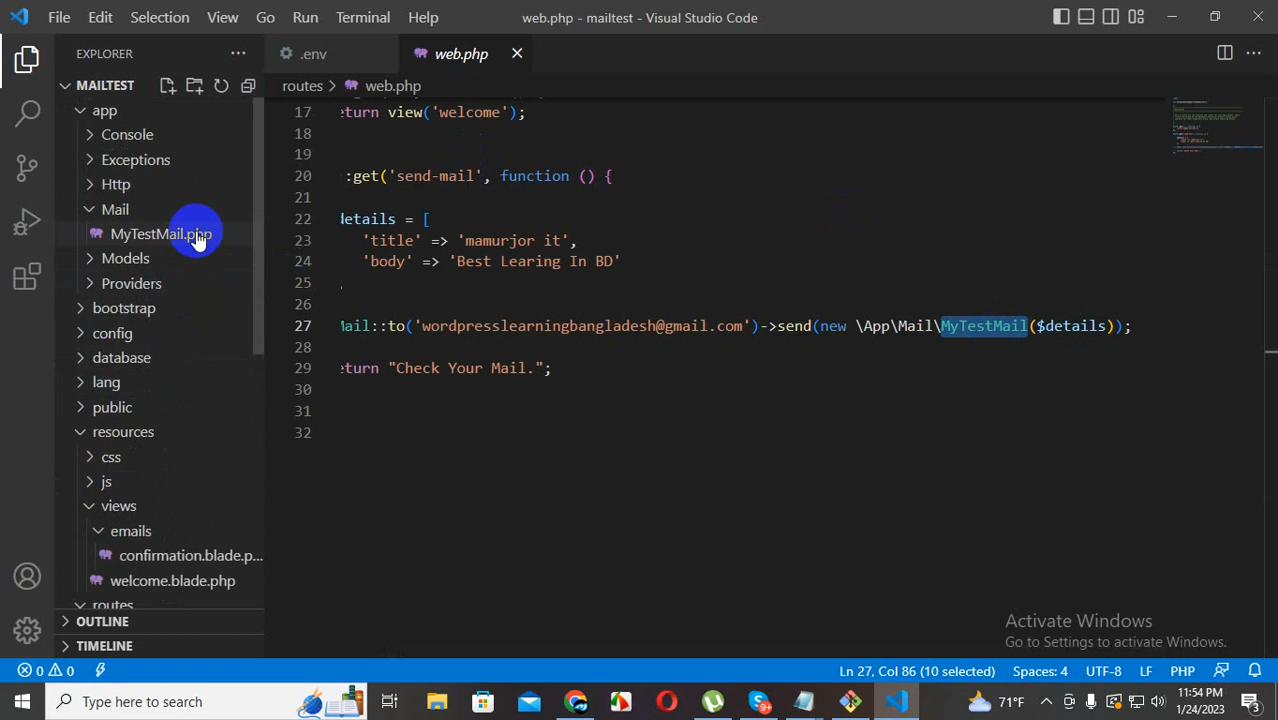 File Edit Selection View Go Run Terminal Help
web.php - mailtest - Visual Studio Code
EXPLORER
MAILTEST
app
Console
Exceptions
Http
Mail
MyTestMail.php
Models
Providers
bootstrap
config
database
lang
public
resources
css
js
views
emails
confirmation.blade.p...
welcome.blade.php
routes
OUTLINE
TIMELINE
.env
web.php
routes > web.php
17 eturn view('welcome');
18
19
20 :get('send-mail', function () {
21
22 details = [
23 'title' => 'mamurjor it',
24 'body' => 'Best Learing In BD'
25 ;
26
27 Mail::to('wordpresslearningbangladesh@gmail.com')->send(new \App\Mail\MyTestMail($details));
28
29 eturn "Check Your Mail.";
30
31
32
Activate Windows
Go to Settings to activate Windows.
0 0
Ln 27, Col 86 (10 selected)
Spaces: 4
UTF-8
LF
PHP
Type here to search
71°F
11:54 PM
1/24/2023
3